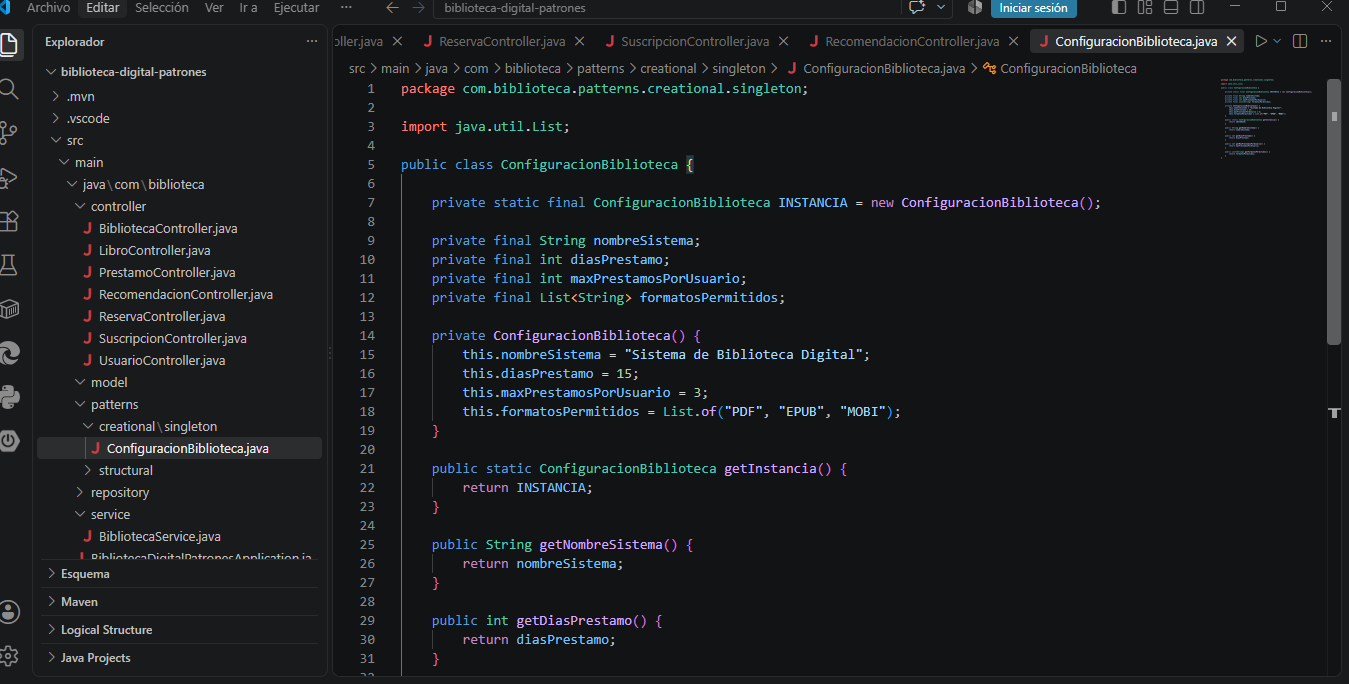 Archivo Editar Selección Ver Ir a Ejecutar ··· biblioteca-digital-patrones Iniciar sesión
Explorador ···
biblioteca-digital-patrones
.mvn
.vscode
src
main
java\com\biblioteca
controller
BibliotecaController.java
LibroController.java
PrestamoController.java
RecomendacionController.java
ReservaController.java
SuscripcionController.java
UsuarioController.java
model
patterns
creational\singleton
ConfiguracionBiblioteca.java
structural
repository
service
BibliotecaService.java
BibliotecaDigitalPatronesApplication.ja
Esquema
Maven
Logical Structure
Java Projects
oller.java ReservaController.java SuscripcionController.java RecomendacionController.java ConfiguracionBiblioteca.java
src > main > java > com > biblioteca > patterns > creational > singleton > ConfiguracionBiblioteca.java > ConfiguracionBiblioteca
1 package com.biblioteca.patterns.creational.singleton;
2
3 import java.util.List;
4
5 public class ConfiguracionBiblioteca {
6
7 private static final ConfiguracionBiblioteca INSTANCIA = new ConfiguracionBiblioteca();
8
9 private final String nombreSistema;
10 private final int diasPrestamo;
11 private final int maxPrestamosPorUsuario;
12 private final List<String> formatosPermitidos;
13
14 private ConfiguracionBiblioteca() {
15 this.nombreSistema = "Sistema de Biblioteca Digital";
16 this.diasPrestamo = 15;
17 this.maxPrestamosPorUsuario = 3;
18 this.formatosPermitidos = List.of("PDF", "EPUB", "MOBI");
19 }
20
21 public static ConfiguracionBiblioteca getInstancia() {
22 return INSTANCIA;
23 }
24
25 public String getNombreSistema() {
26 return nombreSistema;
27 }
28
29 public int getDiasPrestamo() {
30 return diasPrestamo;
31 }